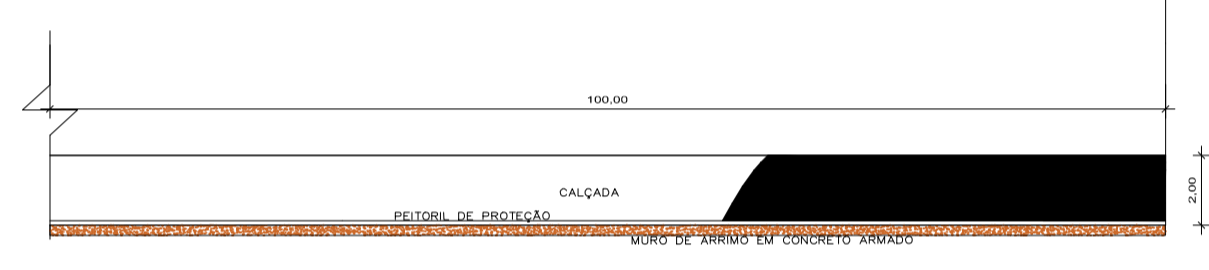 100,00
CALÇADA
2,00
PEITORIL DE PROTEÇÃO
MURO DE ARRIMO EM CONCRETO ARMADO